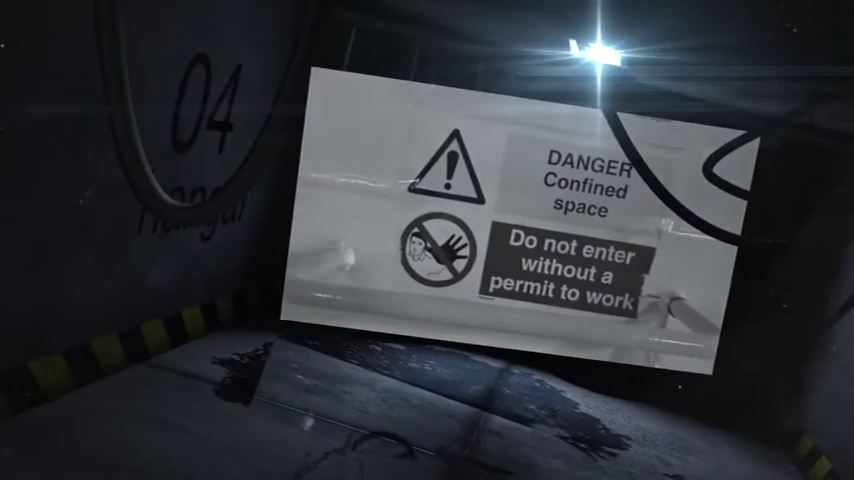 04
Hangar
DANGER
Confined
space
Do not enter
without a
permit to work